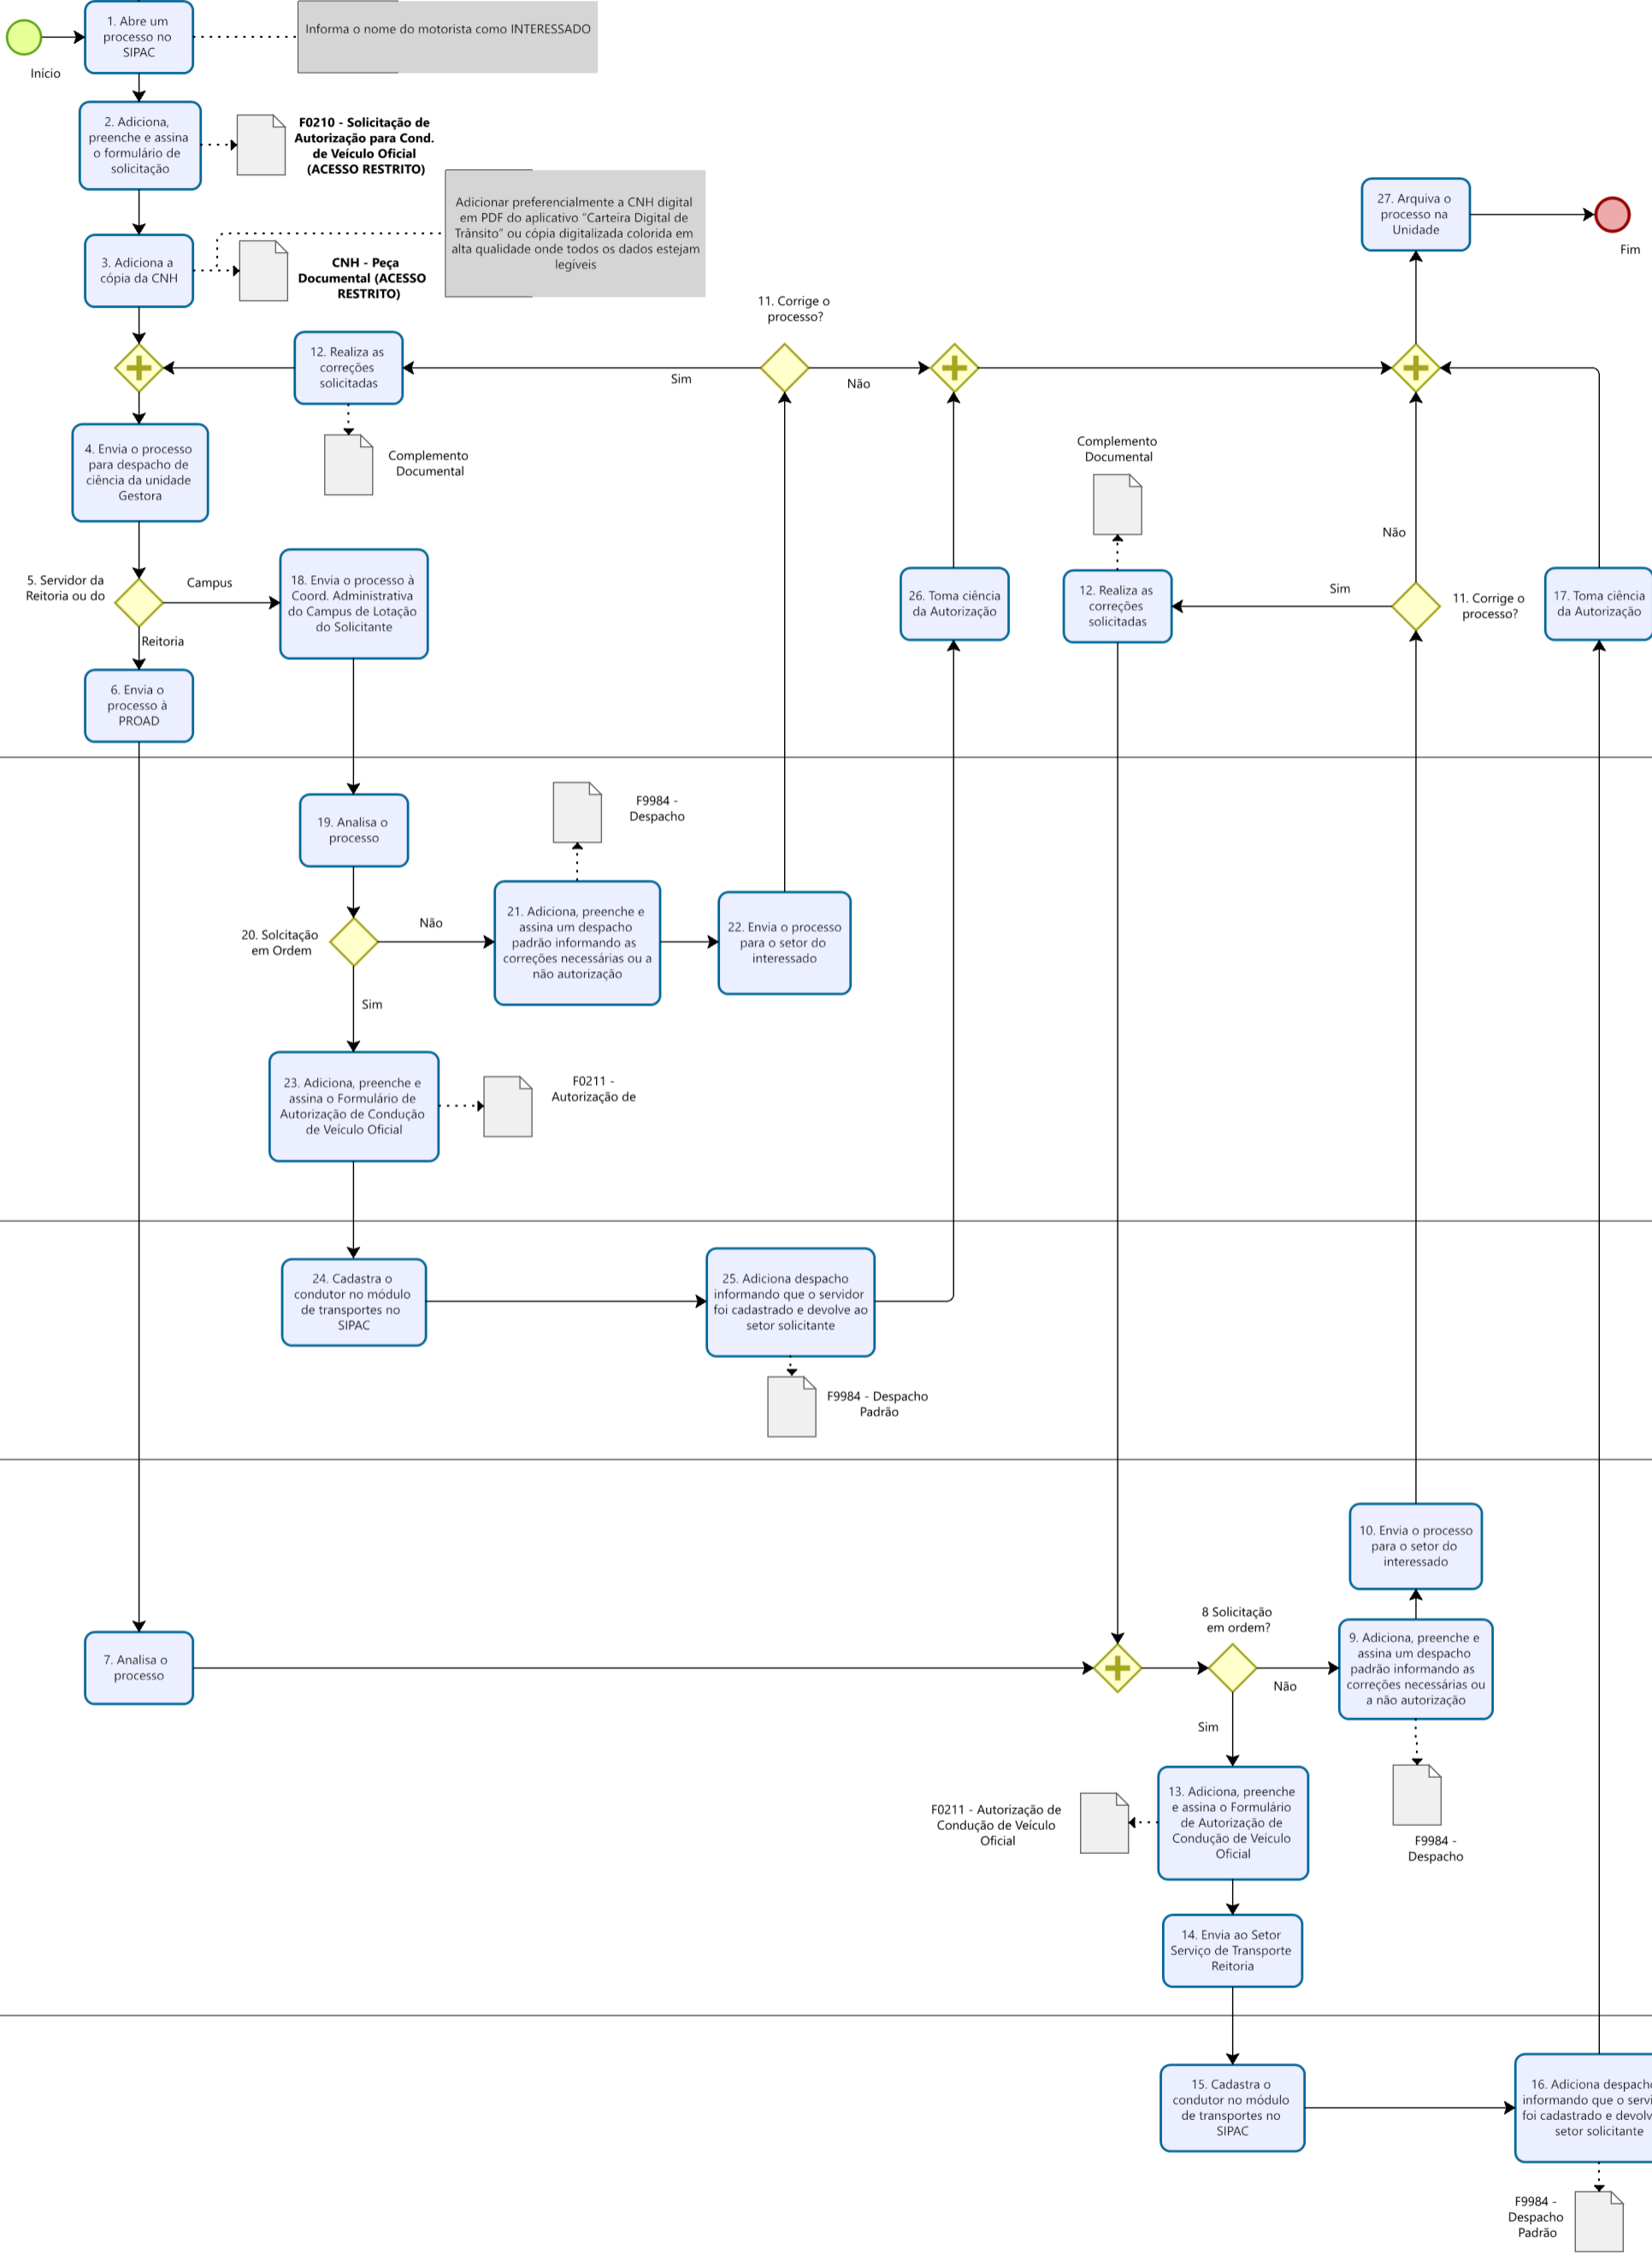 1. Abre um
processo no
SIPAC
Informa o nome do motorista como INTERESSADO
Início
2. Adiciona,
preenche e assina
o formulário de
solicitação
F0210 - Solicitação de
Autorização para Cond.
de Veículo Oficial
(ACESSO RESTRITO)
Adicionar preferencialmente a CNH digital
em PDF do aplicativo "Carteira Digital de
Trânsito" ou cópia digitalizada colorida em
alta qualidade onde todos os dados estejam
legíveis
27. Arquiva o
processo na
Unidade
Fim
3. Adiciona a
cópia da CNH
CNH - Peça
Documental (ACESSO
RESTRITO)
11. Corrige o
processo?
12. Realiza as
correções
solicitadas
Sim
Não
Complemento
Documental
4. Envia o processo
para despacho de
ciência da unidade
Gestora
Complemento
Documental
Não
5. Servidor da
Reitoria ou do
Campus
Reitoria
18. Envia o processo à
Coord. Administrativa
do Campus de Lotação
do Solicitante
26. Toma ciência
da Autorização
12. Realiza as
correções
solicitadas
Sim
11. Corrige o
processo?
17. Toma ciência
da Autorização
6. Envia o
processo à
PROAD
19. Analisa o
processo
F9984 -
Despacho
20. Solcitação
em Ordem
Não
21. Adiciona, preenche e
assina um despacho
padrão informando as
correções necessárias ou a
não autorização
22. Envia o processo
para o setor do
interessado
Sim
23. Adiciona, preenche e
assina o Formulário de
Autorização de Condução
de Veiculo Oficial
F0211 -
Autorização de
24. Cadastra o
condutor no módulo
de transportes no
SIPAC
25. Adiciona despacho
informando que o servidor
foi cadastrado e devolve ao
setor solicitante
F9984 - Despacho
Padrão
10. Envia o processo
para o setor do
interessado
7. Analisa o
processo
8 Solicitação
em ordem?
Não
Sim
9. Adiciona, preenche e
assina um despacho
padrão informando as
correções necessárias ou
a não autorização
F0211 - Autorização de
Condução de Veículo
Oficial
13. Adiciona, preenche
e assina o Formulário
de Autorização de
Condução de Veiculo
Oficial
F9984 -
Despacho
14. Envia ao Setor
Serviço de Transporte
Reitoria
15. Cadastra o
condutor no módulo
de transportes no
SIPAC
16. Adiciona despacho
informando que o servi
foi cadastrado e devolv
setor solicitante
F9984 -
Despacho
Padrão